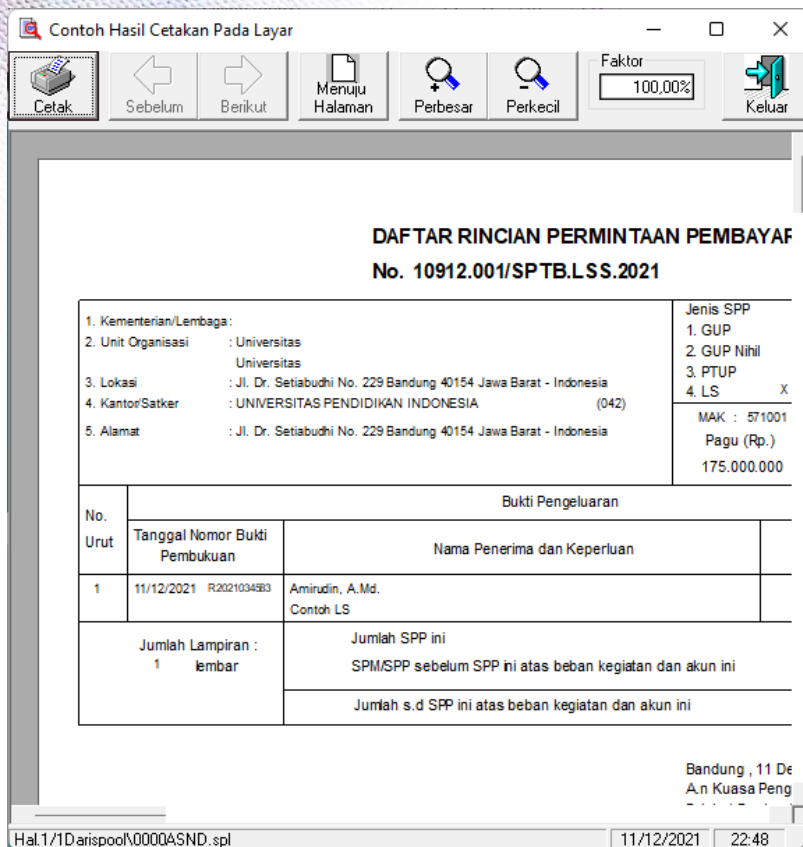 Contoh Hasil Cetakan Pada Layar
Cetak
Sebelum
Berikut
Menuju
Halaman
Perbesar
Perkecil
Faktor
100,00%
Keluar
DAFTAR RINCIAN PERMINTAAN PEMBAYAR
No. 10912.001/SPTB.LSS.2021
1. Kementerian/Lembaga :
2. Unit Organisasi : Universitas
Universitas
3. Lokasi : Jl. Dr. Setiabudhi No. 229 Bandung 40154 Jawa Barat - Indonesia
4. Kantor/Satker : UNIVERSITAS PENDIDIKAN INDONESIA (042)
5. Alamat : Jl. Dr. Setiabudhi No. 229 Bandung 40154 Jawa Barat - Indonesia
Jenis SPP
1. GUP
2. GUP Nihil
3. PTUP
4. LS X
MAK : 571001
Pagu (Rp.)
175.000.000
No.
Urut
Bukti Pengeluaran
Tanggal Nomor Bukti
Pembukuan
Nama Penerima dan Keperluan
1 11/12/2021 R2021034583 Amirudin, A.Md.
Contoh LS
Jumlah Lampiran :
1 lembar
Jumlah SPP ini
SPM/SPP sebelum SPP ini atas beban kegiatan dan akun ini
Jumlah s.d SPP ini atas beban kegiatan dan akun ini
Bandung , 11 De
A.n Kuasa Peng
Hal.1/1Darispool\0000ASND.spl
11/12/2021
22:48